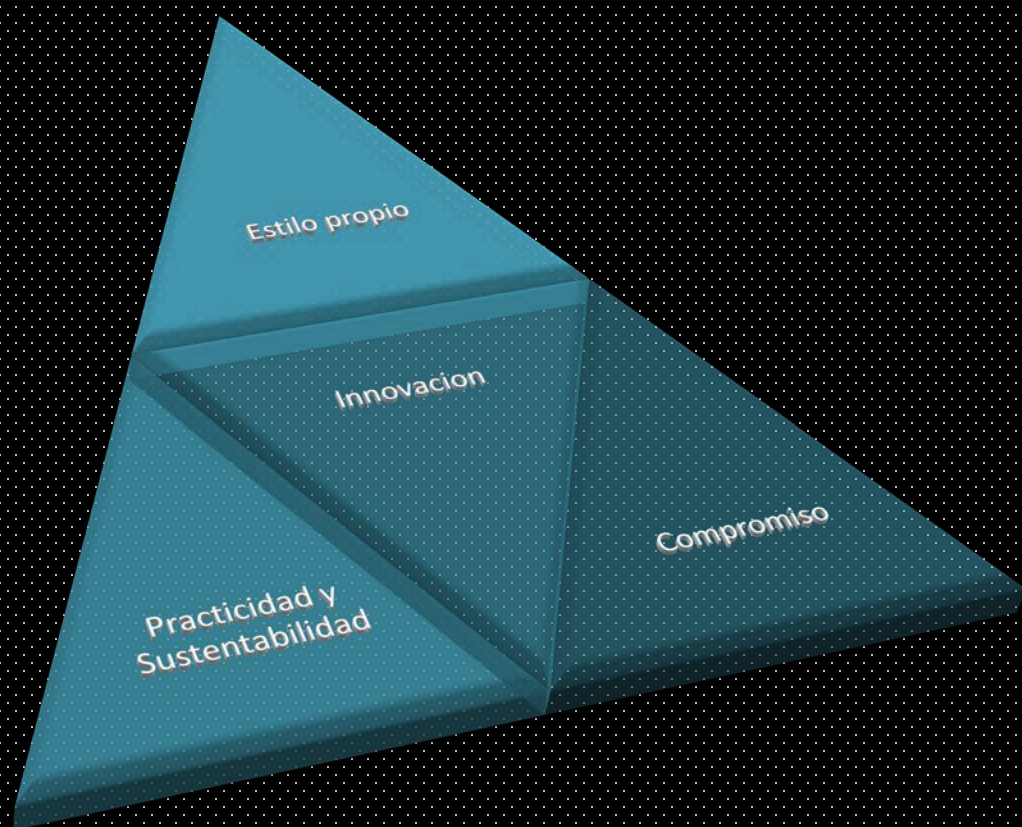 Estilo propio
Innovacion
Compromiso
Practicidad y
Sustentabilidad